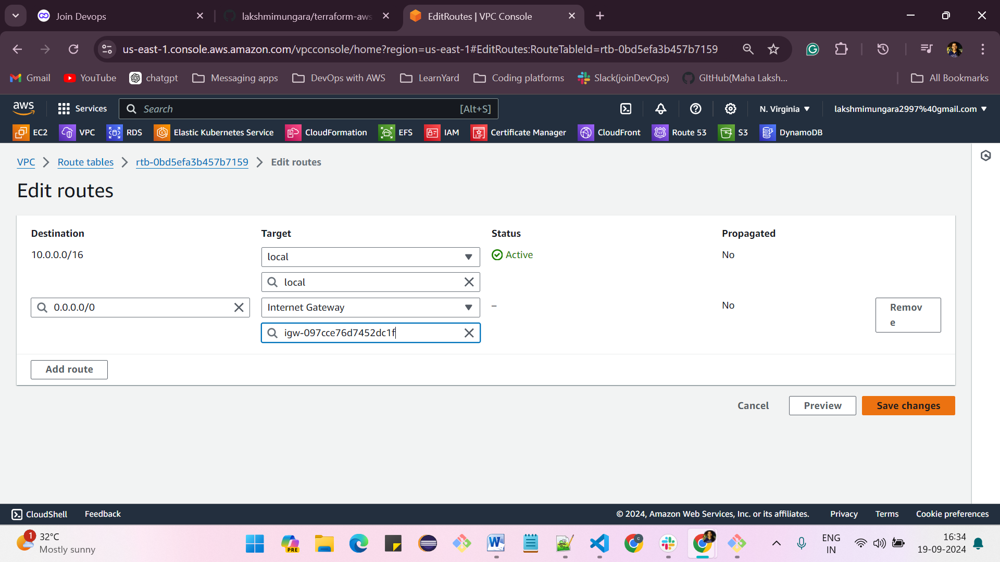 Join Devops
lakshmimungara/terraform-aws
EditRoutes | VPC Console
us-east-1.console.aws.amazon.com/vpcconsole/home?region=us-east-1#EditRoutes:RouteTableId=rtb-0bd5efa3b457b7159
Gmail YouTube chatgpt Messaging apps DevOps with AWS LearnYard Coding platforms Slack(joinDevOps) GItHub(Maha Laksh... All Bookmarks
aws Services Search [Alt+S] N. Virginia lakshmimungara2997%40gmail.com
EC2 VPC RDS Elastic Kubernetes Service CloudFormation EFS IAM Certificate Manager CloudFront Route 53 S3 DynamoDB
VPC Route tables rtb-0bd5efa3b457b7159 Edit routes
Edit routes
Destination Target Status Propagated
10.0.0.0/16 local Active No
local
0.0.0.0/0 Internet Gateway – No Remov
e
igw-097cce76d7452dc1f
Add route
Cancel Preview Save changes
CloudShell Feedback © 2024, Amazon Web Services, Inc. or its affiliates. Privacy Terms Cookie preferences
1 32°C
Mostly sunny
PRE
C
ENG
IN
16:34
19-09-2024